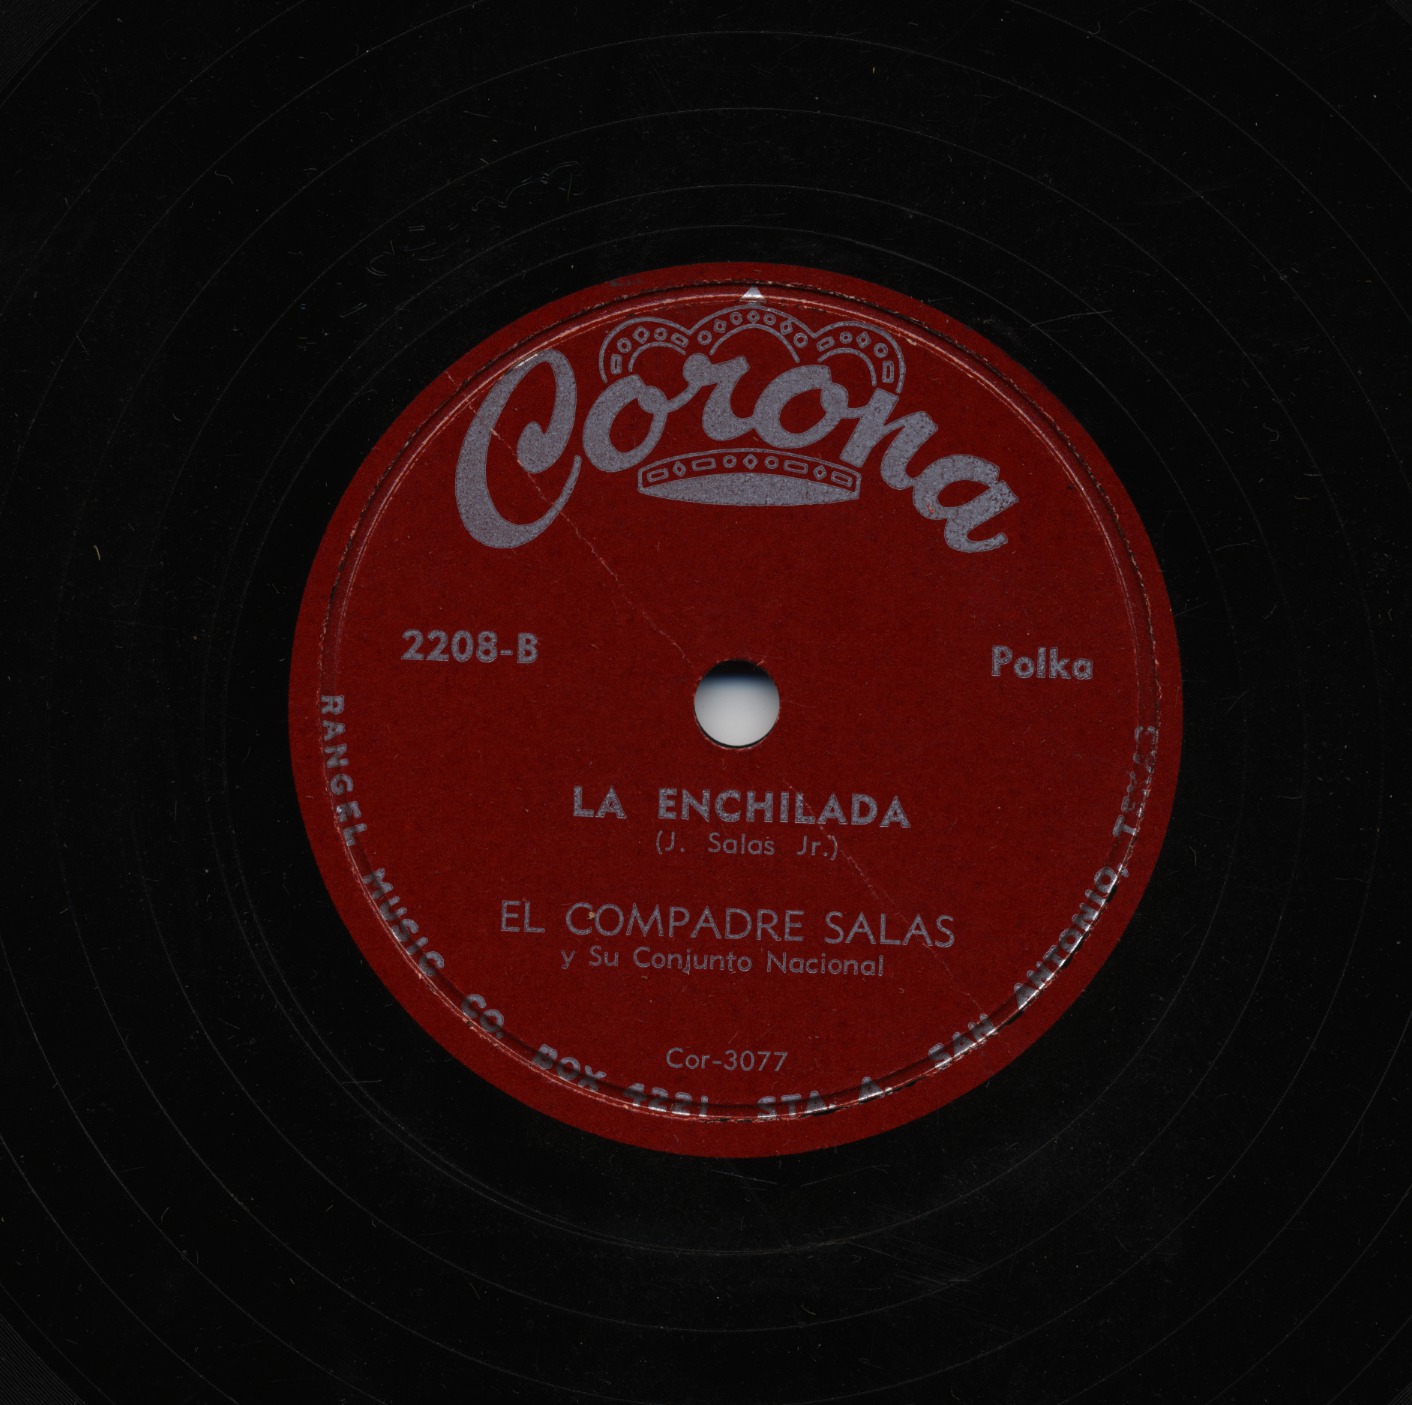 Corona
2208-B
Polka
LA ENCHILADA
(J. Salas Jr.)
EL COMPADRE SALAS
y Su Conjunto Nacional
Cor-3077
RANGEL MUSIC CO. BOX 4221 STA. A. SAN ANTONIO, TEXAS